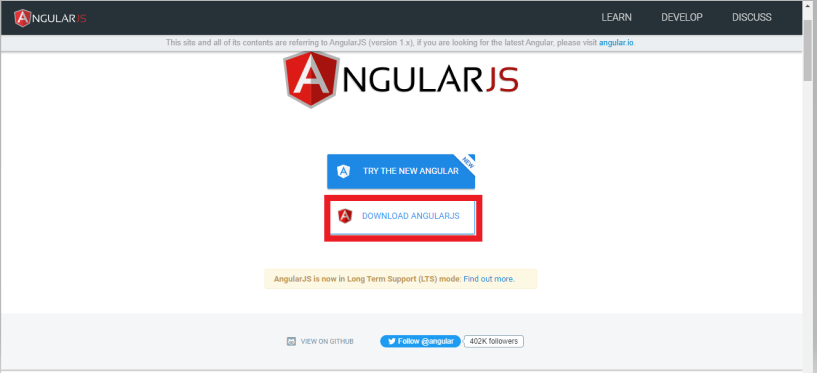 ANGULARJS LEARN DEVELOP DISCUSS
This site and all of its contents are referring to AngularJS (version 1.x), if you are looking for the latest Angular, please visit angular.io.
ANGULARJS
TRY THE NEW ANGULAR NEW
DOWNLOAD ANGULARJS
AngularJS is now in Long Term Support (LTS) mode: Find out more.
VIEW ON GITHUB Follow @angular 402K followers